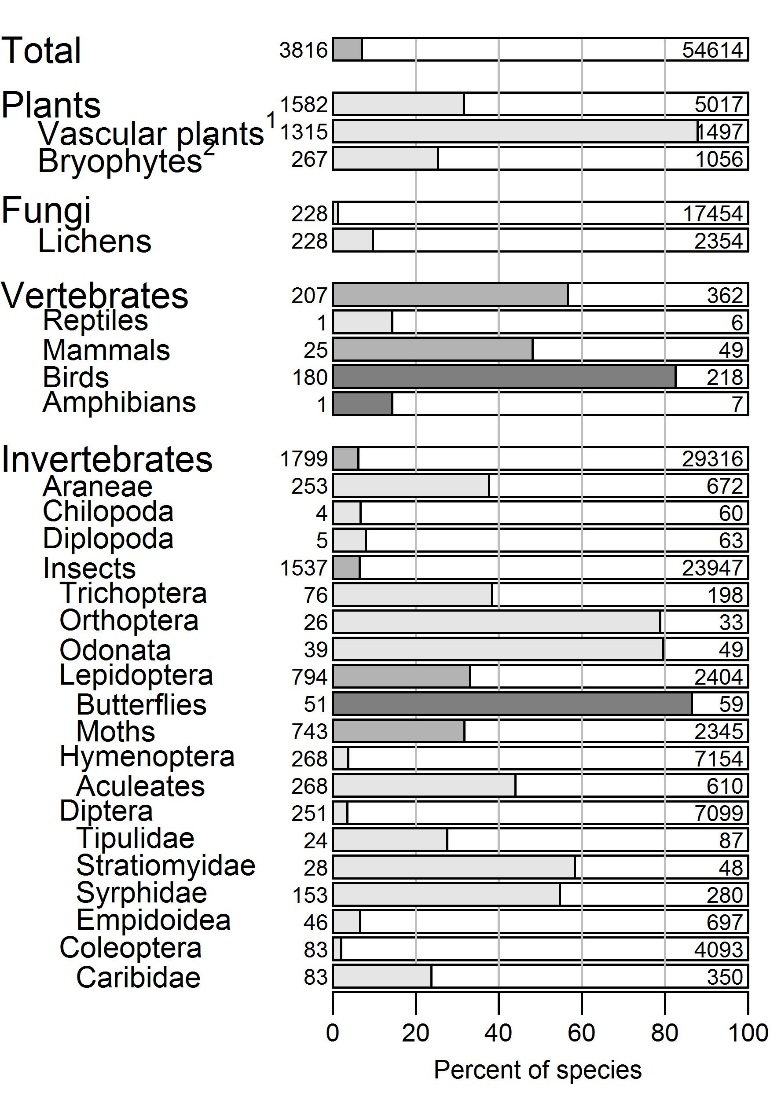 Total 3816 54614
Plants 1582 5017
Vascular plants1 1315 1497
Bryophytes2 267 1056
Fungi 228 17454
Lichens 228 2354
Vertebrates 207 362
Reptiles 1 6
Mammals 25 49
Birds 180 218
Amphibians 1 7
Invertebrates 1799 29316
Araneae 253 672
Chilopoda 4 60
Diplopoda 5 63
Insects 1537 23947
Trichoptera 76 198
Orthoptera 26 33
Odonata 39 49
Lepidoptera 794 2404
Butterflies 51 59
Moths 743 2345
Hymenoptera 268 7154
Aculeates 268 610
Diptera 251 7099
Tipulidae 24 87
Stratiomyidae 28 48
Syrphidae 153 280
Empidoidea 46 697
Coleoptera 83 4093
Caribidae 83 350
0 20 40 60 80 100
Percent of species